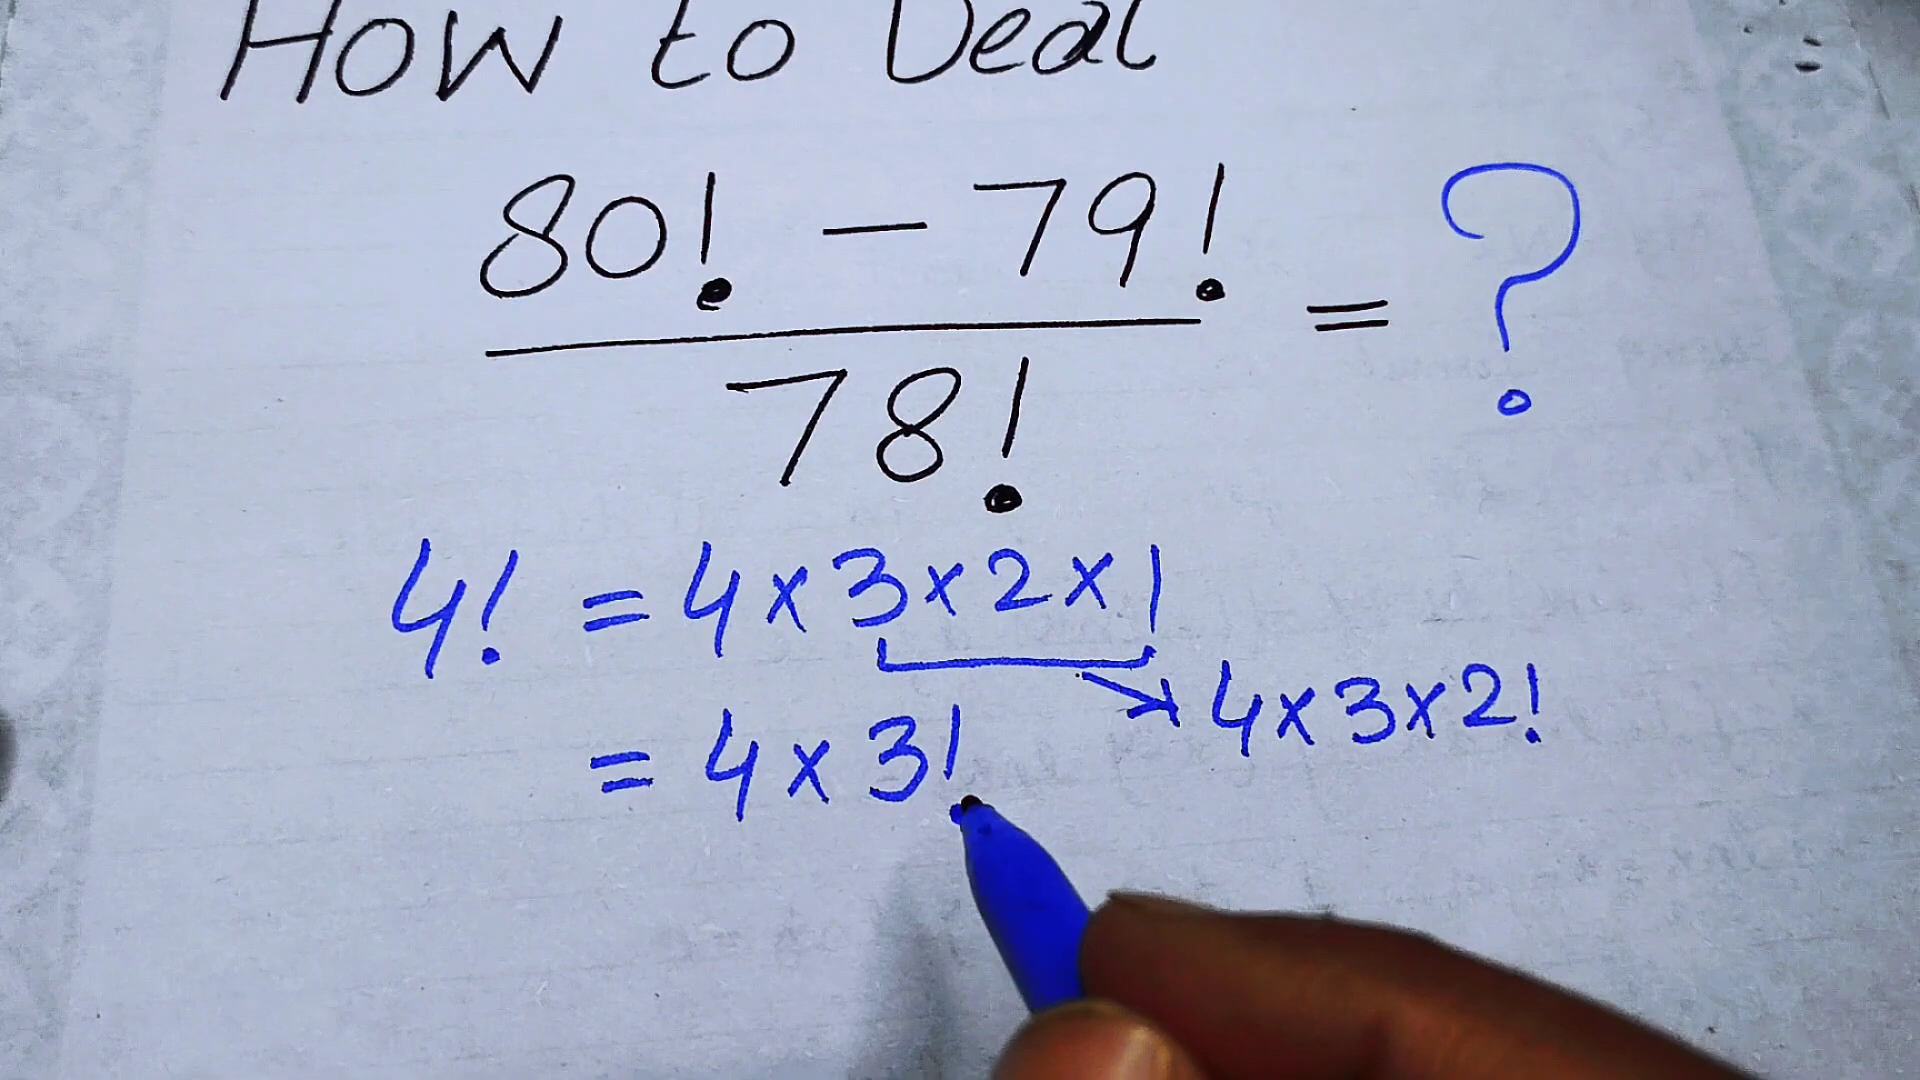 How to Deal
80! - 79!
78!
= ?
4! = 4 × 3 × 2 × 1
4 × 3 × 2!
= 4 × 3!